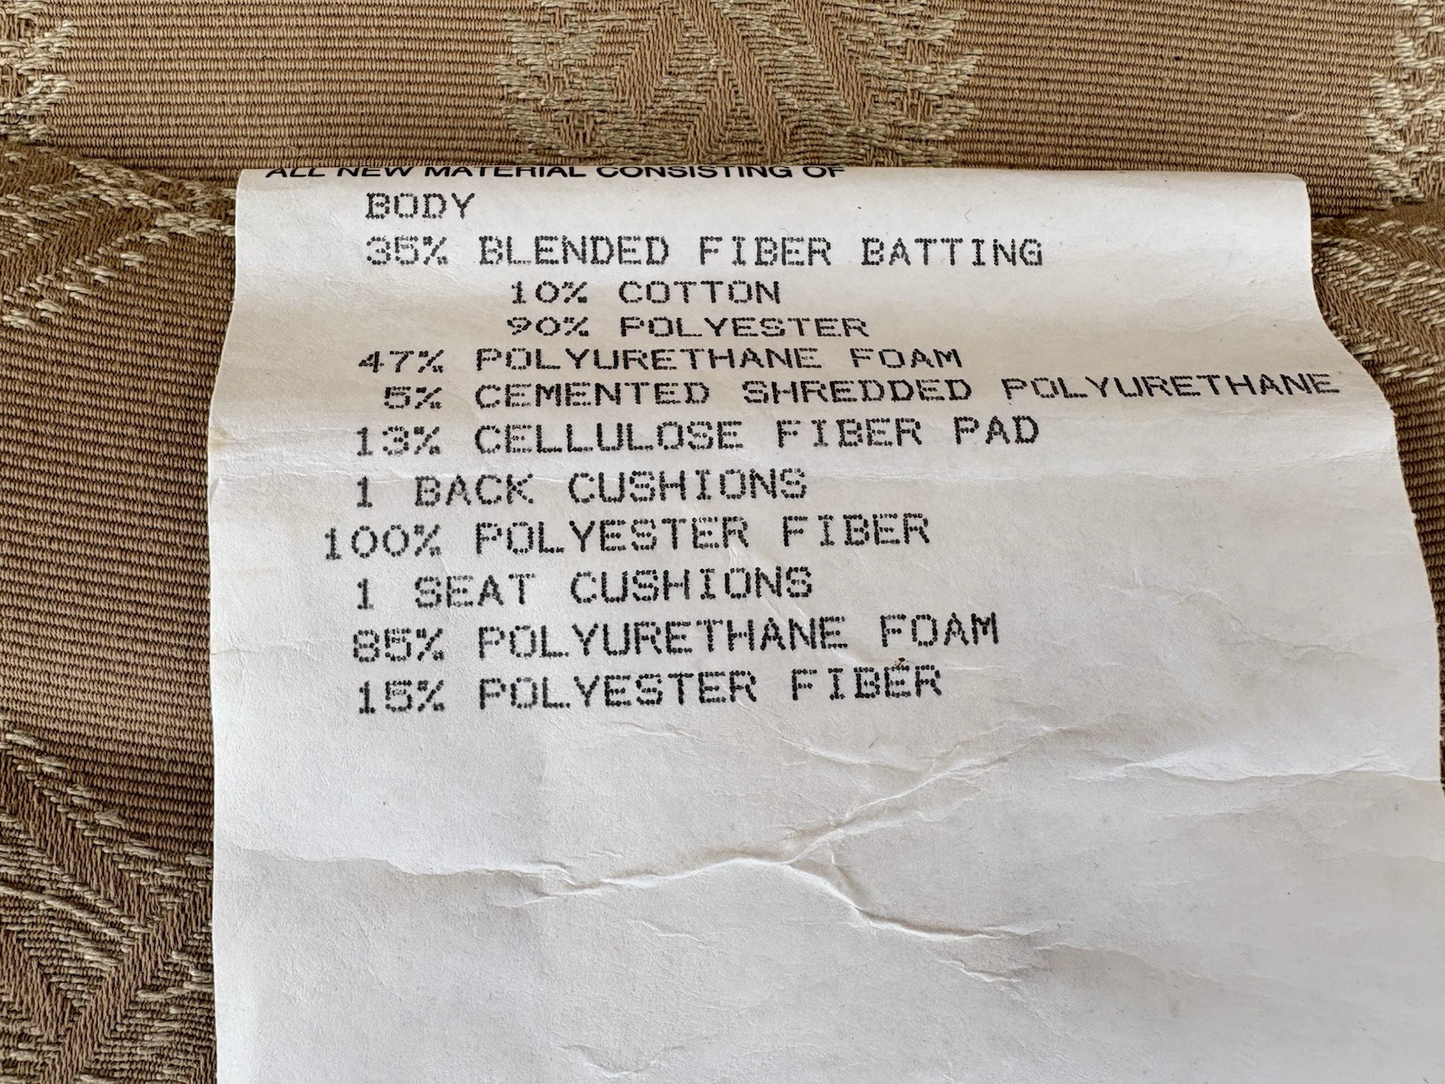 ALL NEW MATERIAL CONSISTING OF
BODY
35% BLENDED FIBER BATTING
10% COTTON
90% POLYESTER
47% POLYURETHANE FOAM
5% CEMENTED SHREDDED POLYURETHANE
13% CELLULOSE FIBER PAD
1 BACK CUSHIONS
100% POLYESTER FIBER
1 SEAT CUSHIONS
85% POLYURETHANE FOAM
15% POLYESTER FIBER